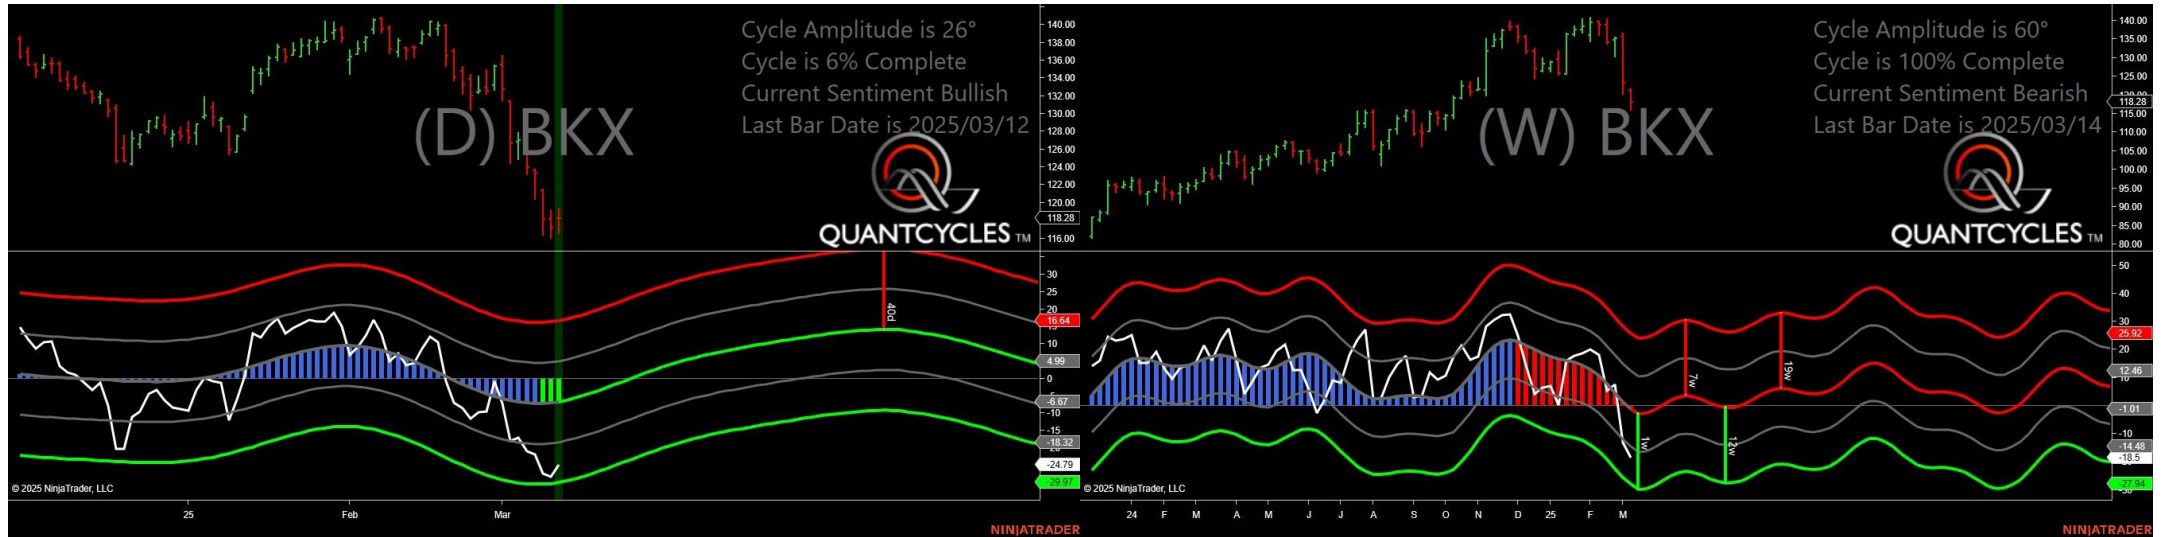 Cycle Amplitude is 26°
Cycle is 6% Complete
Current Sentiment Bullish
Last Bar Date is 2025/03/12
(D) BKX
QUANTCYCLES TM
140.00
138.00
136.00
134.00
132.00
130.00
128.00
126.00
124.00
122.00
120.00
118.28
116.00
40d
30
25
20
16.64
10
4.99
0
-6.67
-10
-15
-18.32
-24.79
-29.97
© 2025 NinjaTrader, LLC
25 Feb Mar
NINJATRADER
Cycle Amplitude is 60°
Cycle is 100% Complete
Current Sentiment Bearish
Last Bar Date is 2025/03/14
(W) BKX
QUANTCYCLES TM
140.00
135.00
130.00
125.00
118.28
115.00
110.00
105.00
100.00
95.00
90.00
85.00
80.00
1w
7w
12w
19w
50
40
30
25.92
20
12.46
-1.01
-10
-14.48
-18.5
-27.94
© 2025 NinjaTrader, LLC
24 F M A M J J A S O N D 25 F M
NINJATRADER